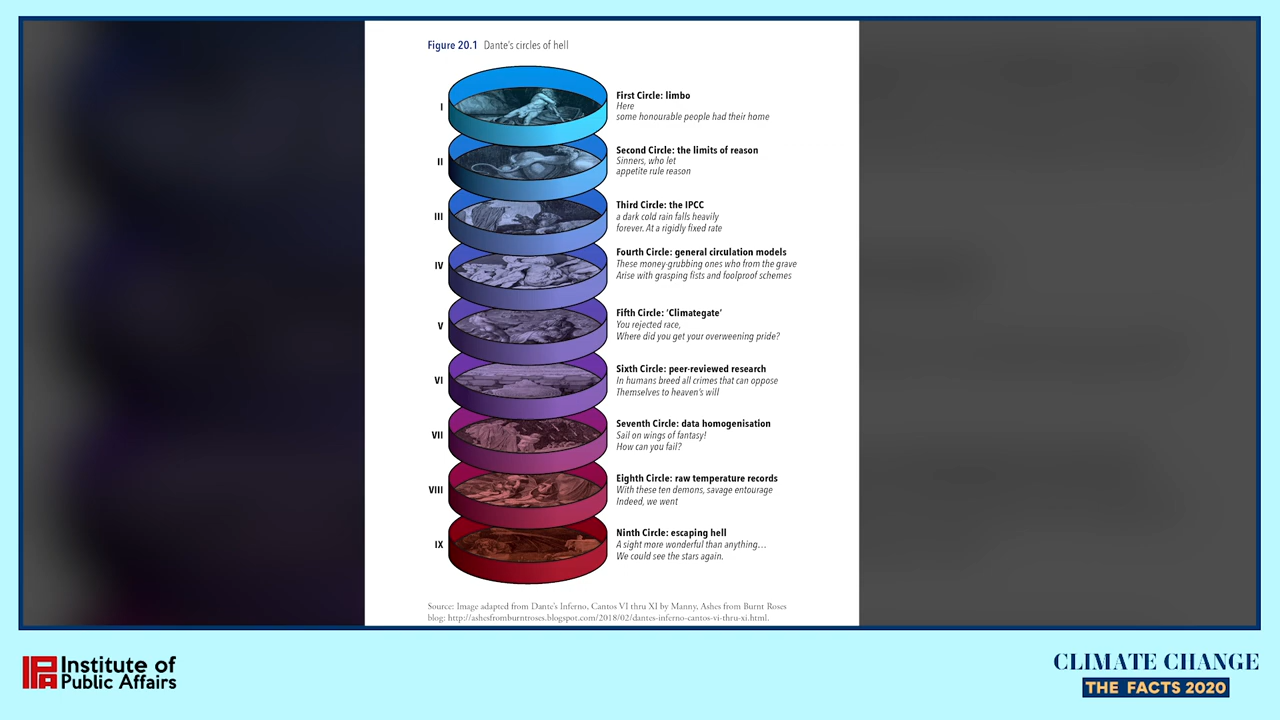 Figure 20.1 Dante's circles of hell
I
First Circle: limbo
Here
some honourable people had their home
II
Second Circle: the limits of reason
Sinners, who let
appetite rule reason
III
Third Circle: the IPCC
a dark cold rain falls heavily
forever. At a rigidly fixed rate
IV
Fourth Circle: general circulation models
These money-grubbing ones who from the grave
Arise with grasping fists and foolproof schemes
V
Fifth Circle: ‘Climategate’
You rejected race,
Where did you get your overweening pride?
VI
Sixth Circle: peer-reviewed research
In humans breed all crimes that can oppose
Themselves to heaven's will
VII
Seventh Circle: data homogenisation
Sail on wings of fantasy!
How can you fail?
VIII
Eighth Circle: raw temperature records
With these ten demons, savage entourage
Indeed, we went
IX
Ninth Circle: escaping hell
A sight more wonderful than anything…
We could see the stars again.
Source: Image adapted from Dante's Inferno, Cantos VI thru XI by Manny, Ashes from Burnt Roses
blog: http://ashesfromburntroses.blogspot.com/2018/02/dantes-inferno-cantos-vi-thru-xi.html.
IPA Institute of
Public Affairs
CLIMATE CHANGE
THE FACTS 2020